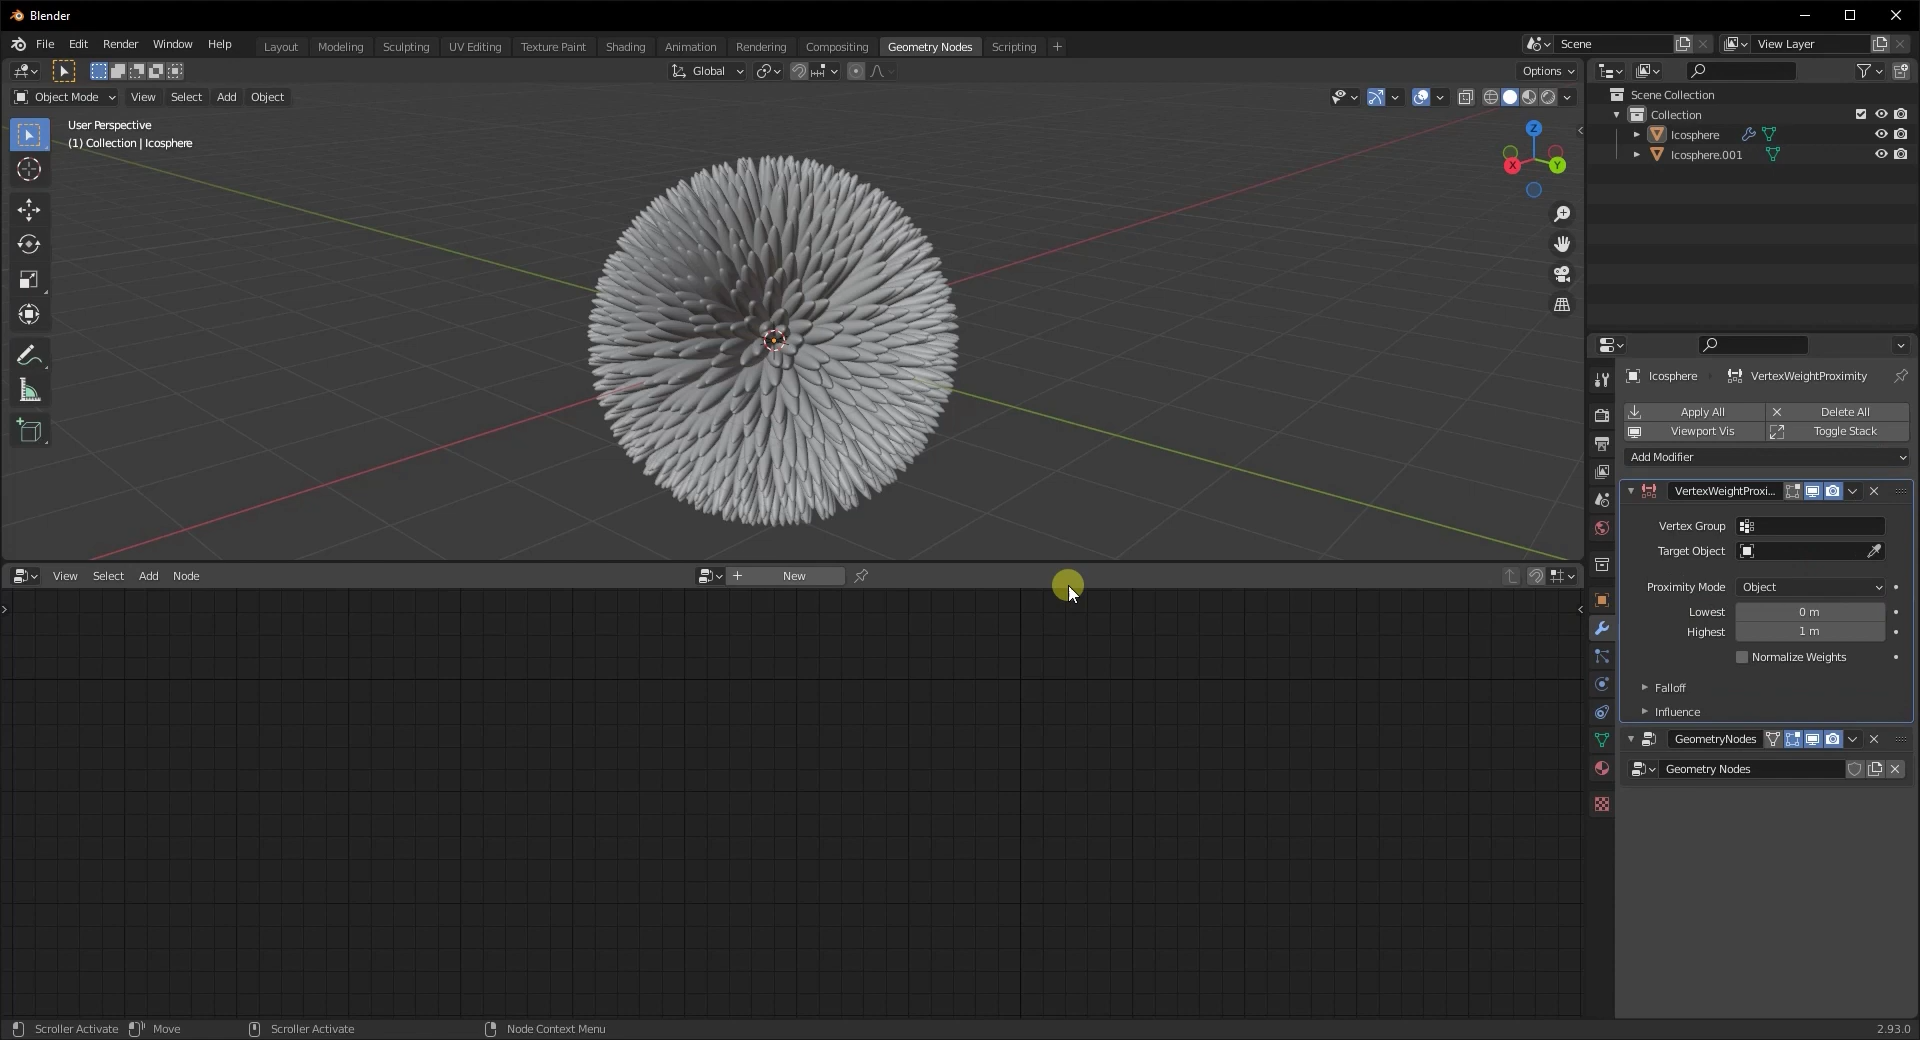 Blender
File Edit Render Window Help Layout Modeling Sculpting UV Editing Texture Paint Shading Animation Rendering Compositing Geometry Nodes Scripting + Scene View Layer
Global Options
Object Mode View Select Add Object
User Perspective
(1) Collection | Icosphere
Z
X
Y
Scene Collection
Collection
Icosphere
Icosphere.001
Icosphere VertexWeightProximity
Apply All Delete All
Viewport Vis Toggle Stack
Add Modifier
VertexWeightProxi...
Vertex Group
Target Object
Proximity Mode Object
Lowest 0 m
Highest 1 m
Normalize Weights
Falloff
Influence
GeometryNodes
Geometry Nodes
View Select Add Node New
Scroller Activate Move Scroller Activate Node Context Menu 2.93.0